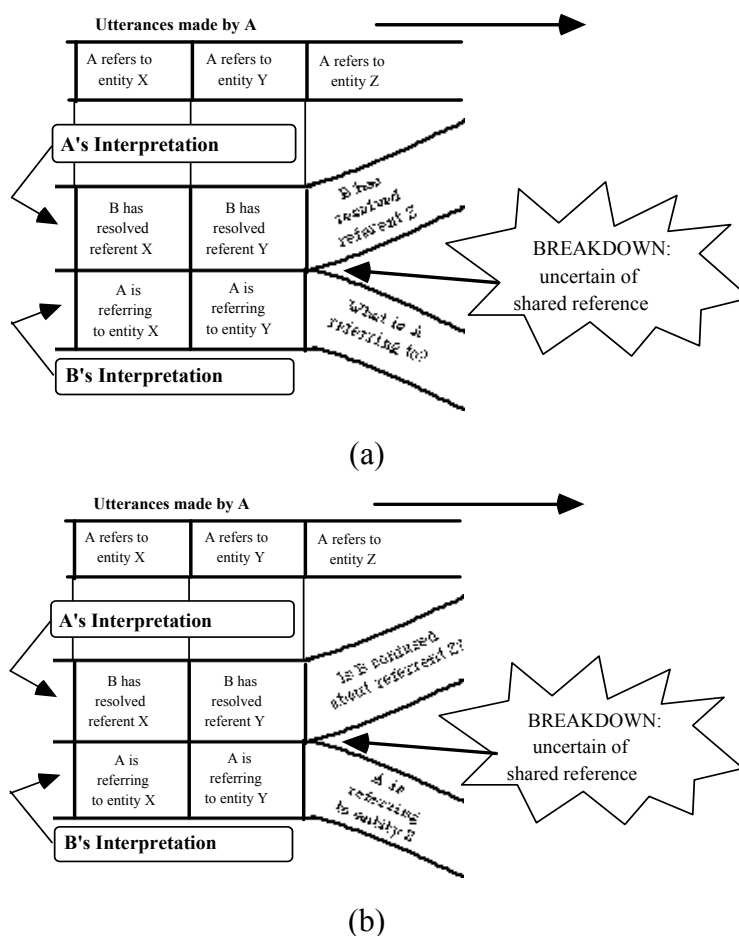 Utterances made by A
A refers to
entity X
A refers to
entity Y
A refers to
entity Z
A's Interpretation
B has
resolved
referent X
B has
resolved
referent Y
B has
resolved
referent Z
A is
referring
to entity X
A is
referring
to entity Y
What is A
referring to?
B's Interpretation
BREAKDOWN:
uncertain of
shared reference
(a)
Utterances made by A
A refers to
entity X
A refers to
entity Y
A refers to
entity Z
A's Interpretation
B has
resolved
referent X
B has
resolved
referent Y
Is B confused
about referrent Z?
A is
referring
to entity X
A is
referring
to entity Y
A is
referring
to entity Z
B's Interpretation
BREAKDOWN:
uncertain of
shared reference
(b)